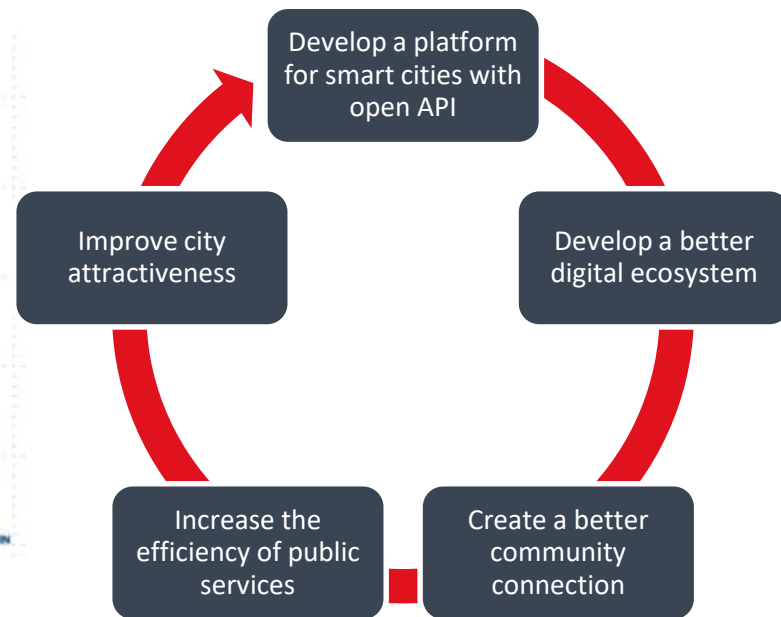 Develop a platform
for smart cities with
open API
Improve city
attractiveness
Develop a better
digital ecosystem
Increase the
efficiency of public
services
Create a better
community
connection
N